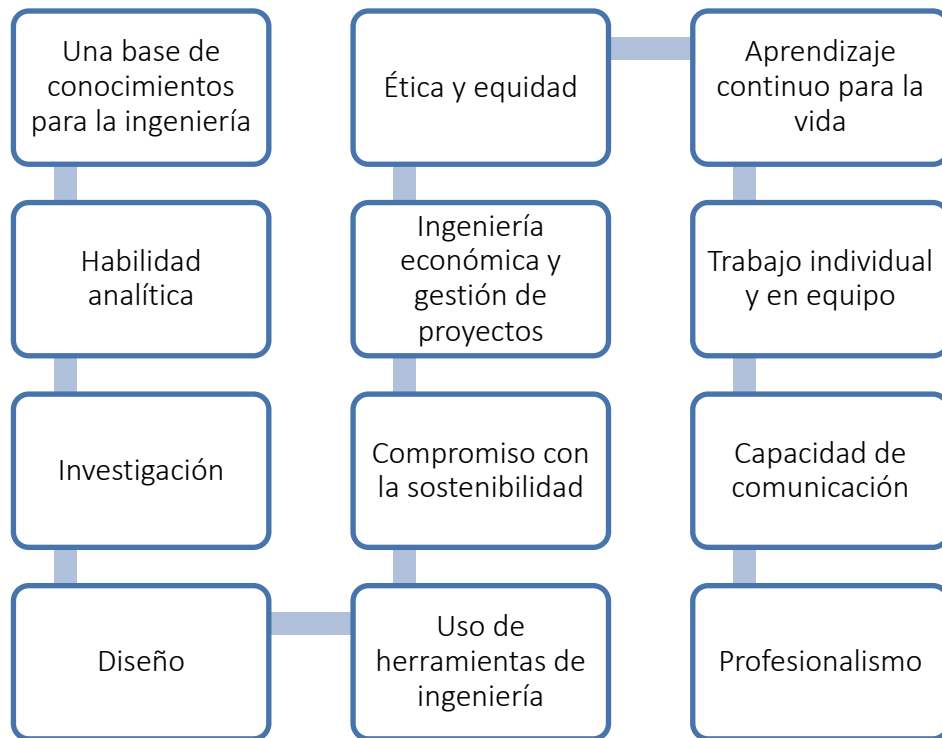 Una base de
conocimientos
para la ingeniería
Habilidad
analítica
Investigación
Diseño
Uso de
herramientas de
ingeniería
Compromiso con
la sostenibilidad
Ingeniería
económica y
gestión de
proyectos
Ética y equidad
Aprendizaje
continuo para la
vida
Trabajo individual
y en equipo
Capacidad de
comunicación
Profesionalismo